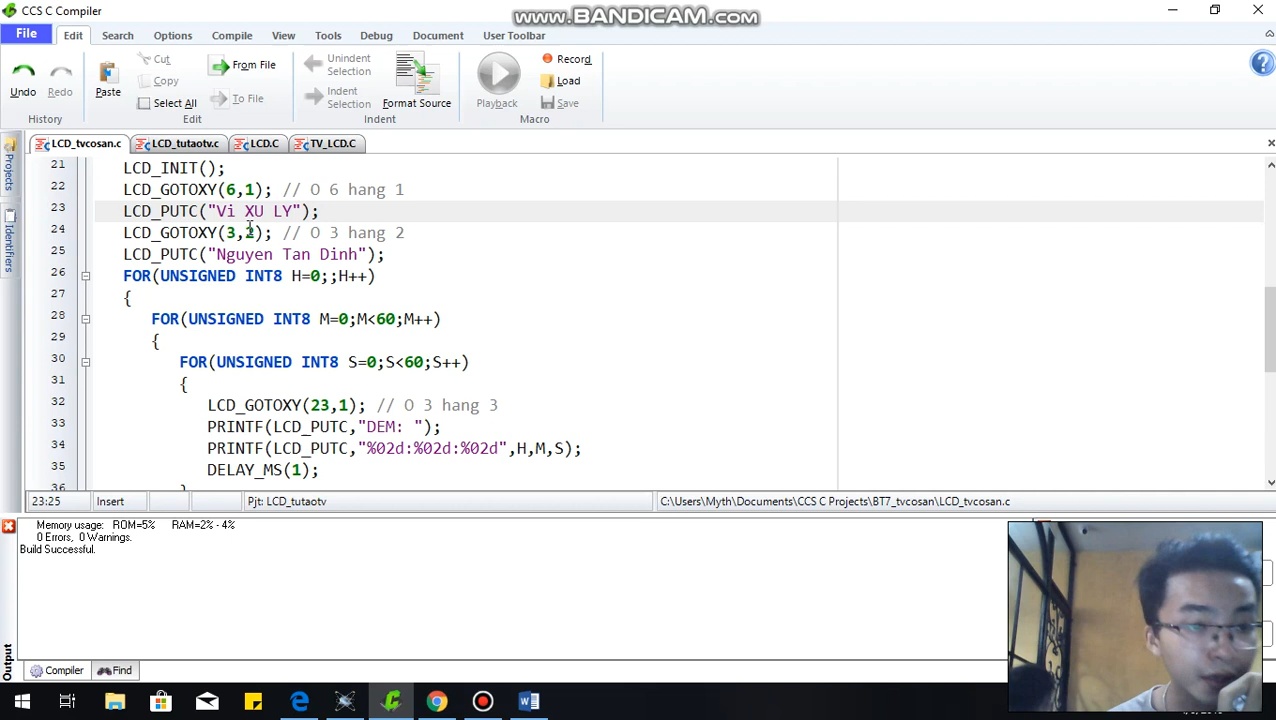 CCS C Compiler
www.BANDICAM.com
File Edit Search Options Compile View Tools Debug Document User Toolbar
Undo Redo
History
Paste
Cut
Copy
Select All
From File
To File
Edit
Unindent Selection
Indent Selection
Format Source
Indent
Playback
Record
Load
Save
Macro
Projects
Identifiers
LCD_tvcosan.c LCD_tutaotv.c LCD.C TV_LCD.C
21 LCD_INIT();
22 LCD_GOTOXY(6,1); // O 6 hang 1
23 LCD_PUTC("Vi XU LY");
24 LCD_GOTOXY(3,2); // O 3 hang 2
25 LCD_PUTC("Nguyen Tan Dinh");
26 FOR(UNSIGNED INT8 H=0;;H++)
27 {
28 FOR(UNSIGNED INT8 M=0;M<60;M++)
29 {
30 FOR(UNSIGNED INT8 S=0;S<60;S++)
31 {
32 LCD_GOTOXY(23,1); // O 3 hang 3
33 PRINTF(LCD_PUTC,"DEM: ");
34 PRINTF(LCD_PUTC,"%02d:%02d:%02d",H,M,S);
35 DELAY_MS(1);
36
23:25 Insert Pjt: LCD_tutaotv C:\Users\Myth\Documents\CCS C Projects\BT7_tvcosan\LCD_tvcosan.c
Memory usage: ROM=5% RAM=2% - 4%
0 Errors, 0 Warnings.
Build Successful.
Output
Compiler Find